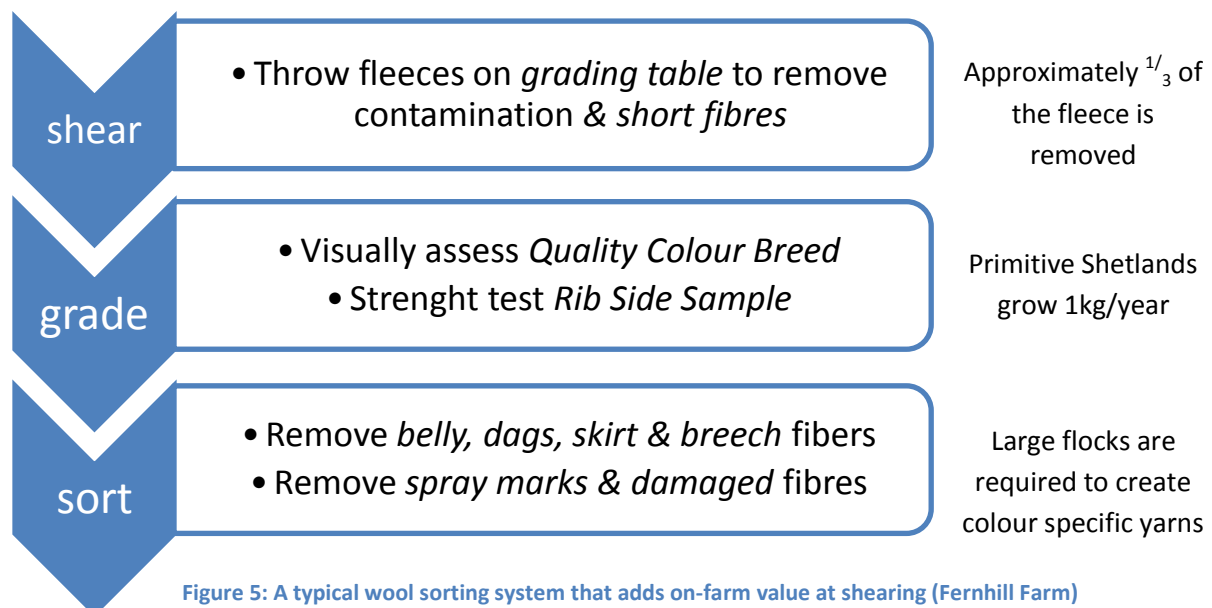 shear
• Throw fleeces on grading table to remove
contamination & short fibres
Approximately 1/3 of
the fleece is
removed
grade
• Visually assess Quality Colour Breed
• Strenght test Rib Side Sample
Primitive Shetlands
grow 1kg/year
sort
• Remove belly, dags, skirt & breech fibers
• Remove spray marks & damaged fibres
Large flocks are
required to create
colour specific yarns
Figure 5: A typical wool sorting system that adds on-farm value at shearing (Fernhill Farm)